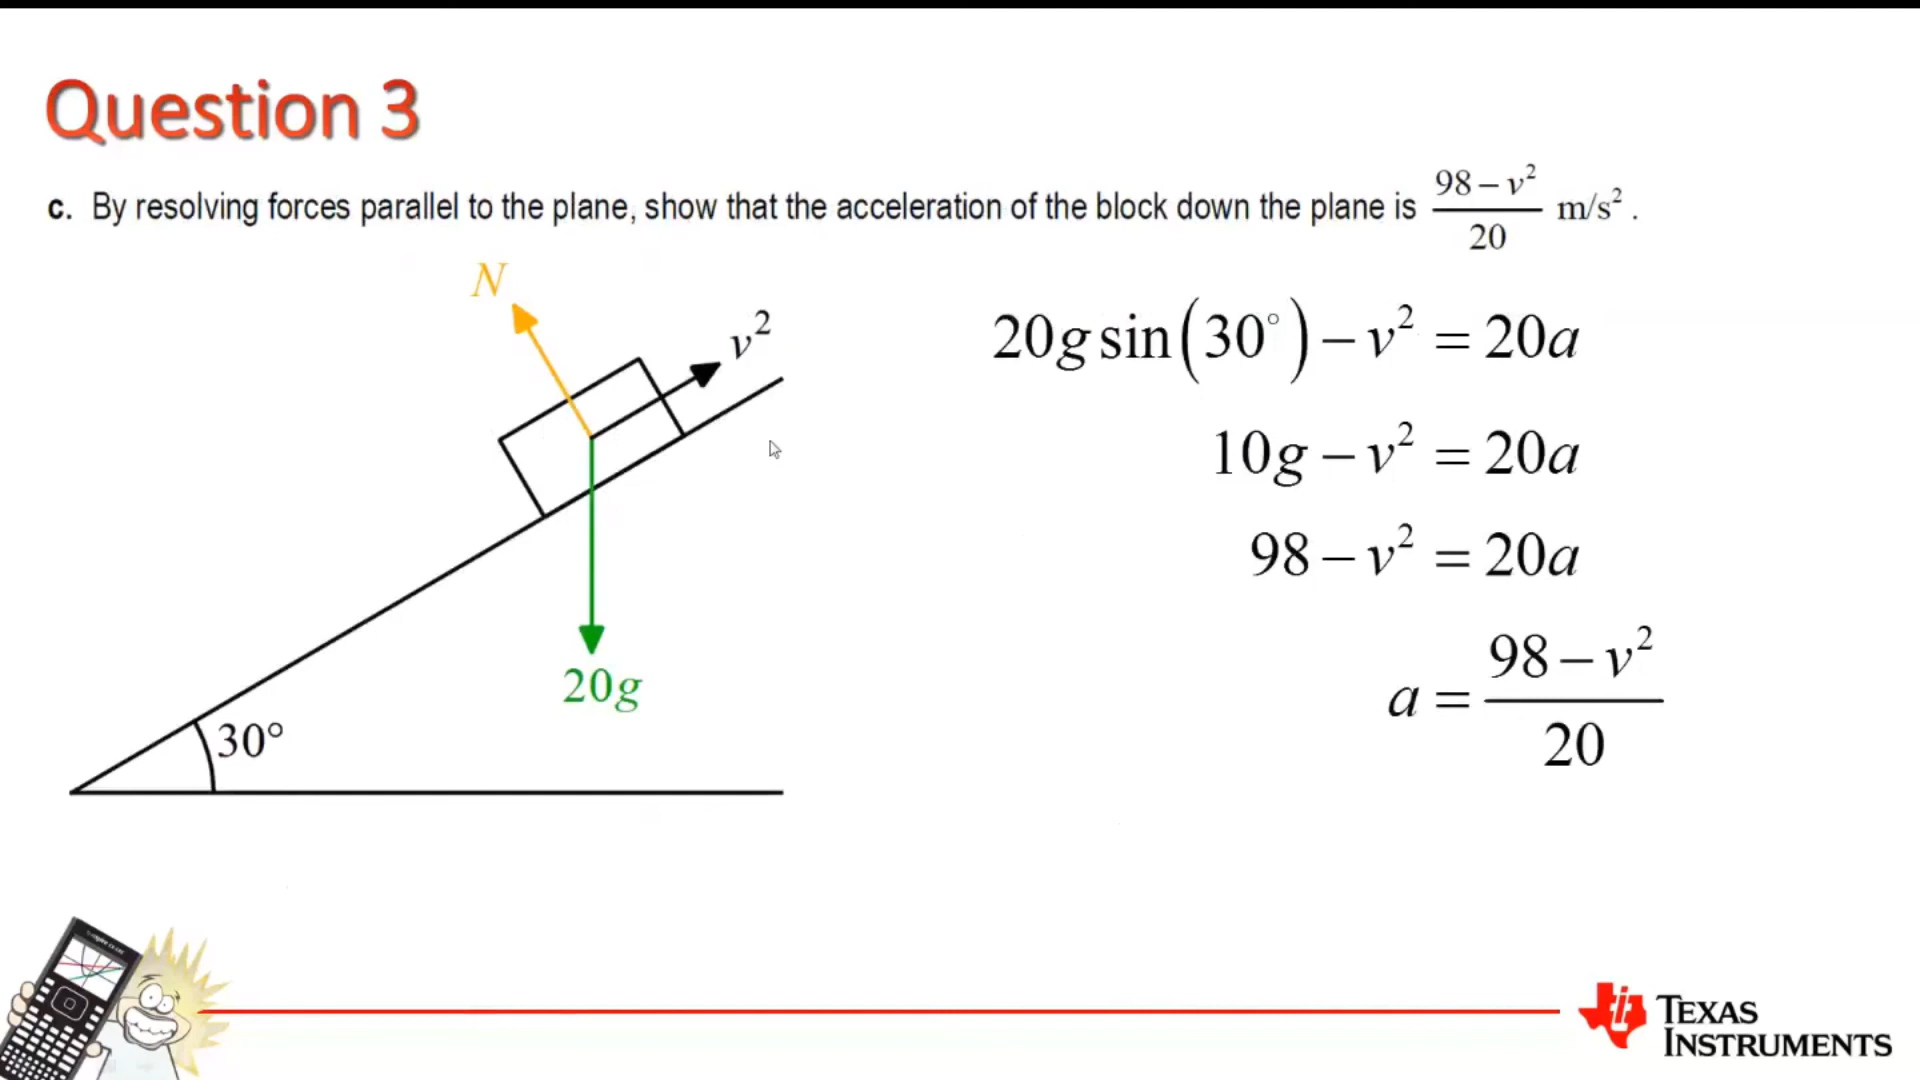 Question 3
c. By resolving forces parallel to the plane, show that the acceleration of the block down the plane is (98 – v²)/20 m/s².
N
v²
20g
30°
20g sin(30°) – v² = 20a
10g – v² = 20a
98 – v² = 20a
a = (98 – v²)/20
TEXAS
INSTRUMENTS